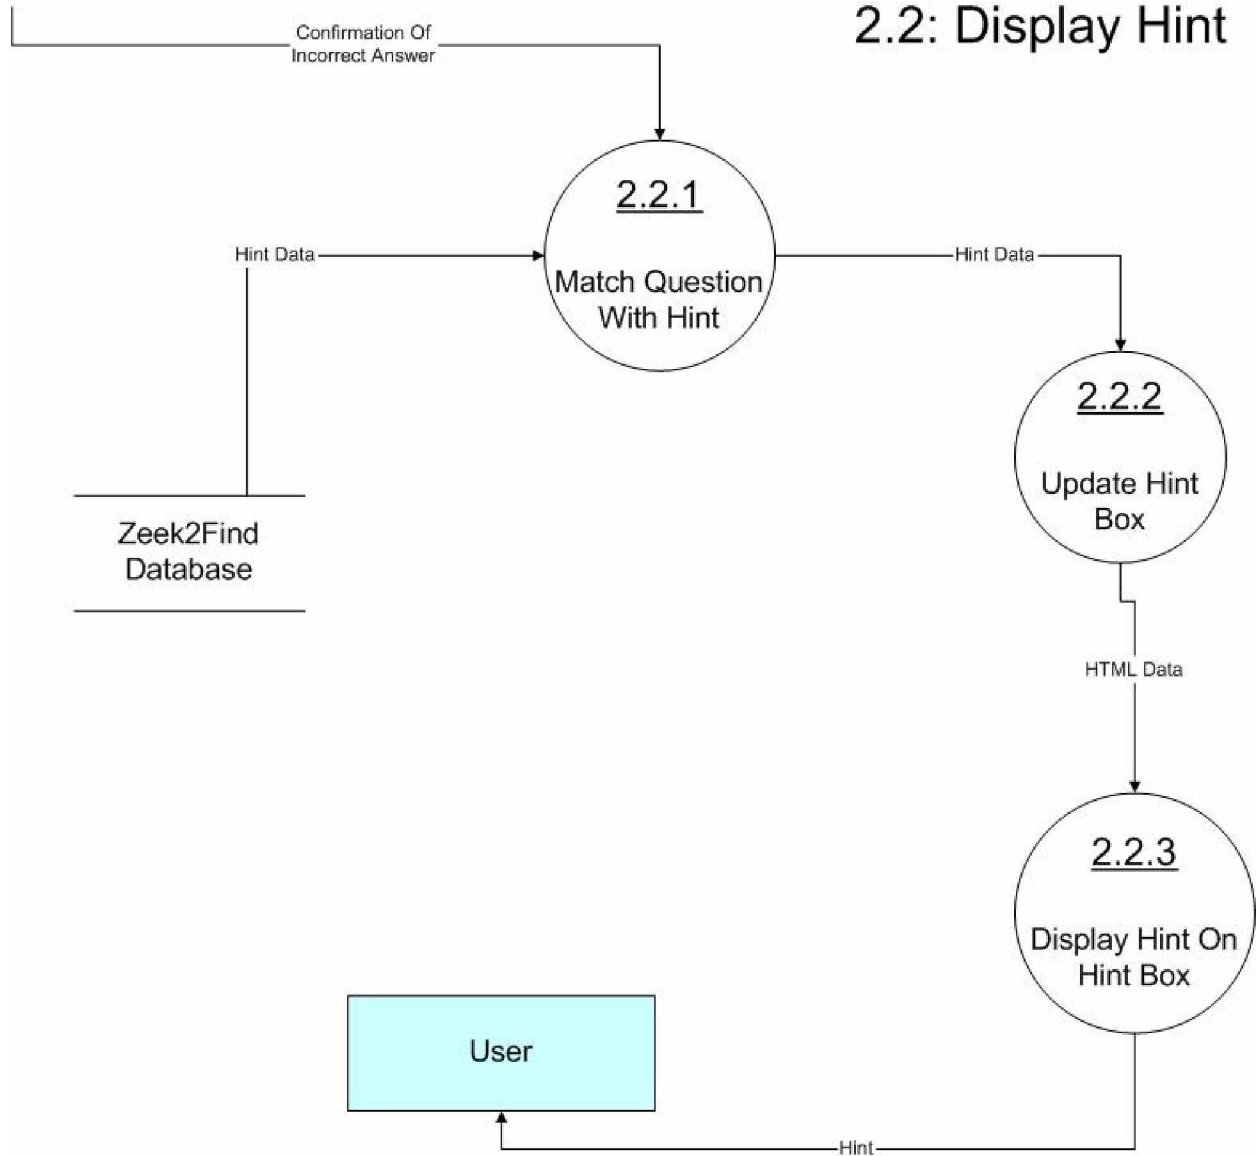 2.2: Display Hint
Confirmation Of
Incorrect Answer
2.2.1
Match Question
With Hint
Hint Data
Hint Data
2.2.2
Update Hint
Box
Zeek2Find
Database
HTML Data
2.2.3
Display Hint On
Hint Box
User
Hint